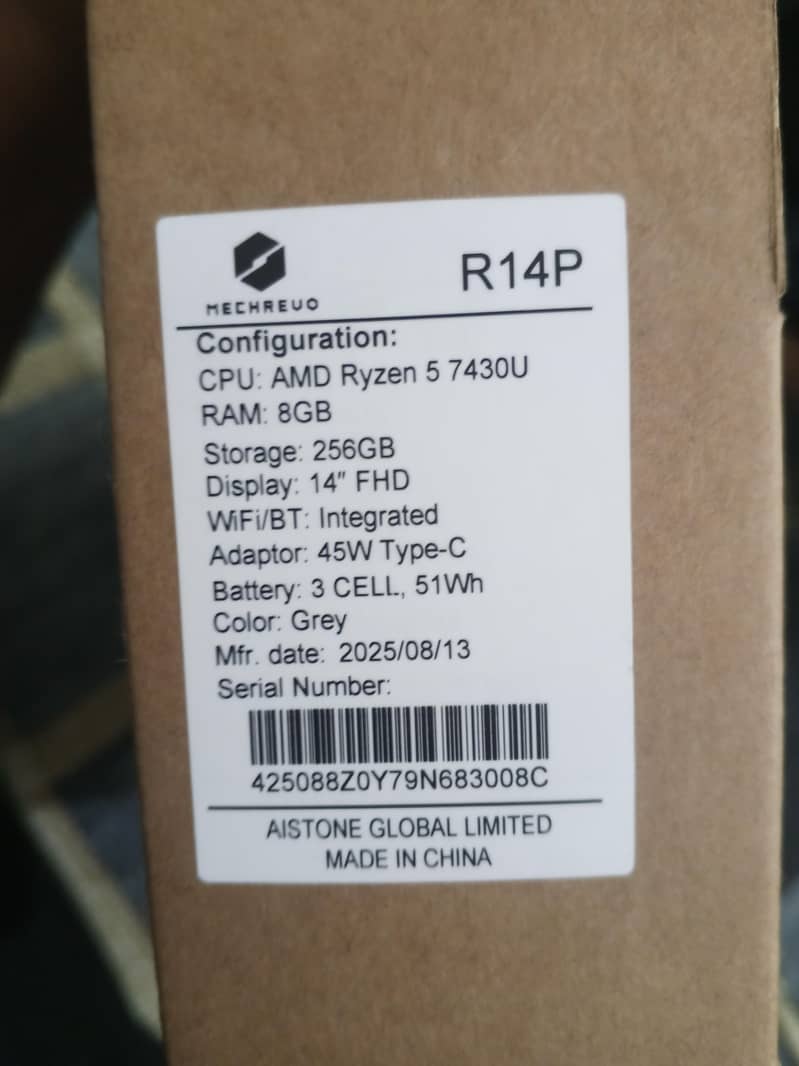 MECHREVO
R14P
Configuration:
CPU: AMD Ryzen 5 7430U
RAM: 8GB
Storage: 256GB
Display: 14" FHD
WiFi/BT: Integrated
Adaptor: 45W Type-C
Battery: 3 CELL, 51Wh
Color: Grey
Mfr. date: 2025/08/13
Serial Number:
425088Z0Y79N683008C
AISTONE GLOBAL LIMITED
MADE IN CHINA